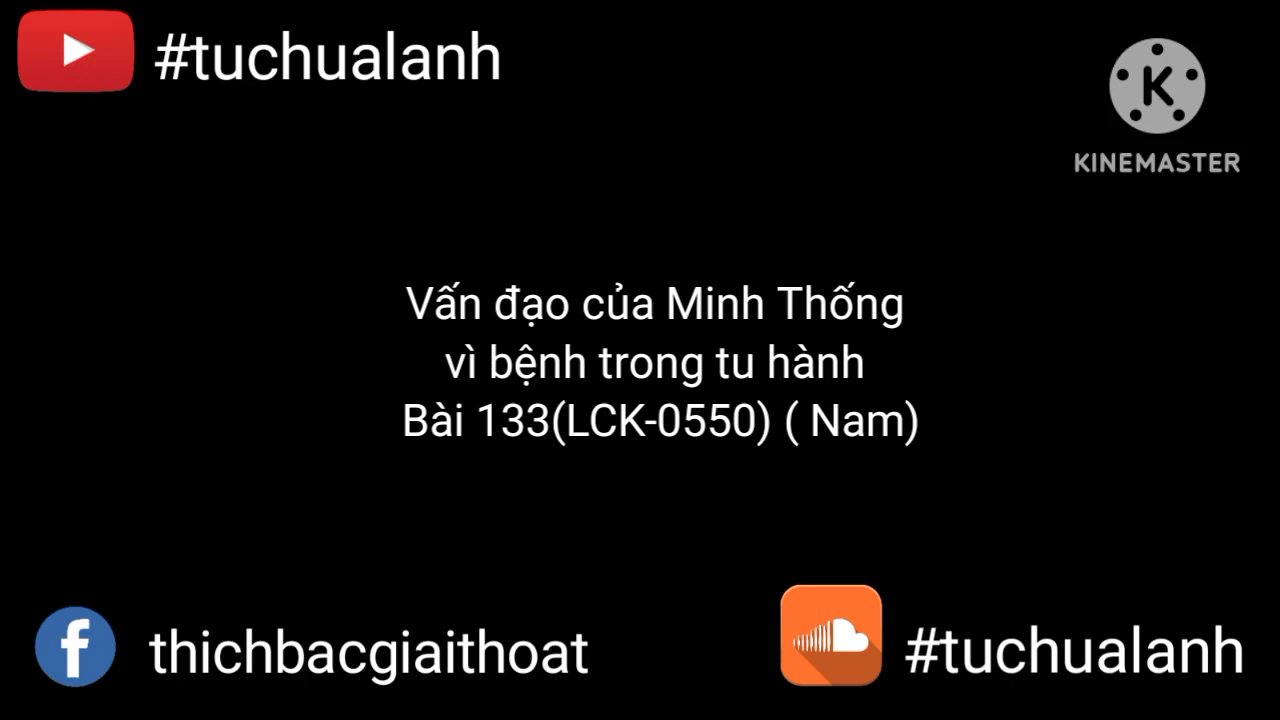 #tuchualanh
K
KINEMASTER
Vấn đạo của Minh Thống
vì bệnh trong tu hành
Bài 133(LCK-0550) ( Nam)
f
thichbacgiaithoat
#tuchualanh